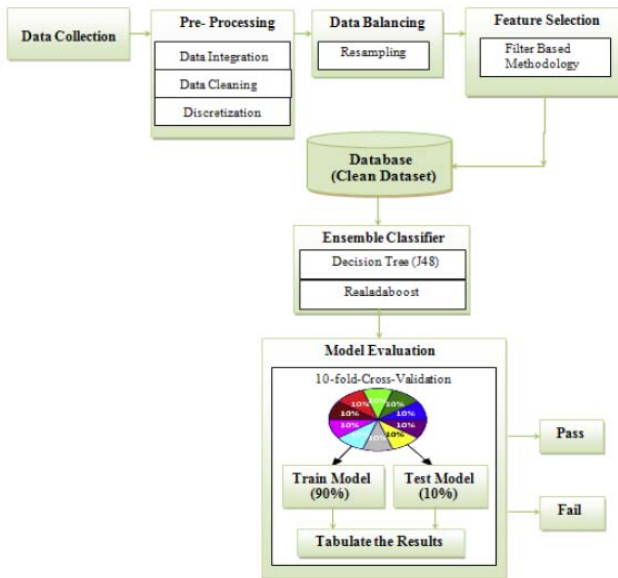 Data Collection
Pre- Processing
Data Integration
Data Cleaning
Discretization
Data Balancing
Resampling
Feature Selection
Filter Based
Methodology
Database
(Clean Dataset)
Ensemble Classifier
Decision Tree (J48)
Realadaboost
Model Evaluation
10-fold-Cross-Validation
10%
10%
10%
10%
10%
10%
10%
10%
10%
Train Model
(90%)
Test Model
(10%)
Tabulate the Results
Pass
Fail